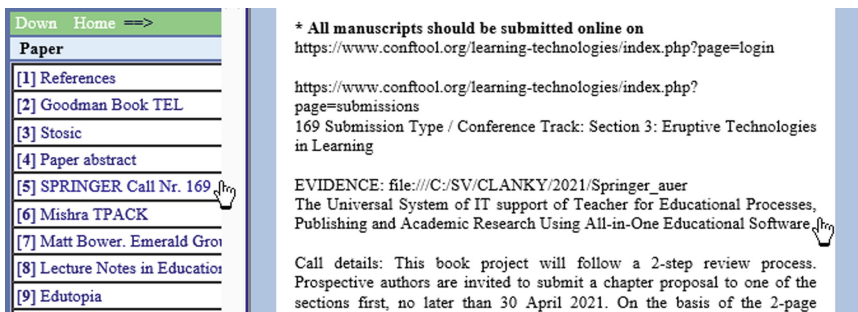 Down Home ==>
Paper
[1] References
[2] Goodman Book TEL
[3] Stosic
[4] Paper abstract
[5] SPRINGER Call Nr. 169
[6] Mishra TPACK
[7] Matt Bower. Emerald Grou
[8] Lecture Notes in Education
[9] Edutopia
* All manuscripts should be submitted online on
https://www.conftool.org/learning-technologies/index.php?page=login
https://www.conftool.org/learning-technologies/index.php?
page=submissions
169 Submission Type / Conference Track: Section 3: Eruptive Technologies
in Learning
EVIDENCE: file:///C:/SV/CLANKY/2021/Springer_auer
The Universal System of IT support of Teacher for Educational Processes,
Publishing and Academic Research Using All-in-One Educational Software
Call details: This book project will follow a 2-step review process.
Prospective authors are invited to submit a chapter proposal to one of the
sections first, no later than 30 April 2021. On the basis of the 2-page